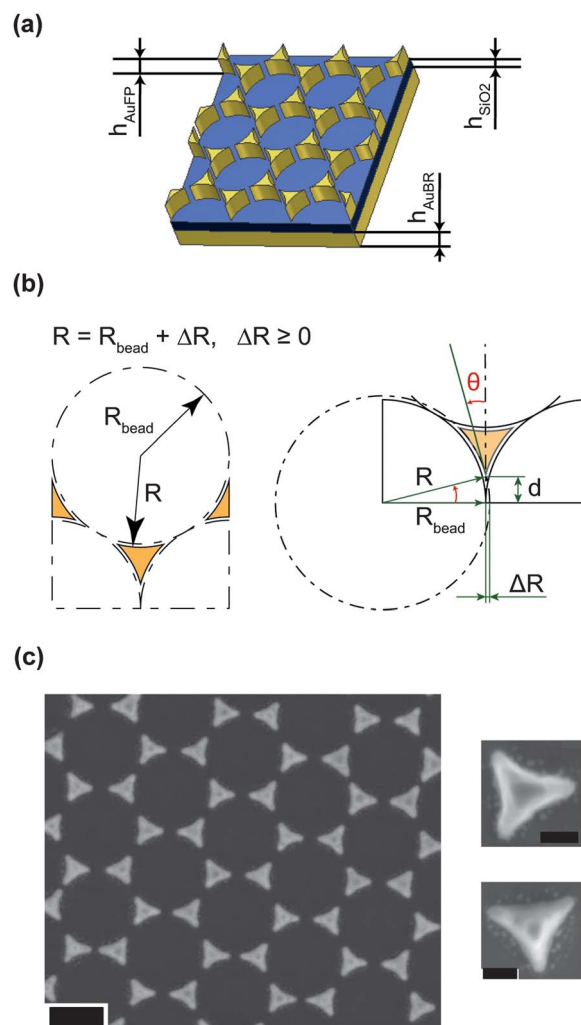 (a)
h_AuFP
h_SiO2
h_AuBR
(b)
R = R_bead + ΔR, ΔR ≥ 0
R_bead
R
θ
R
d
R_bead
ΔR
(c)